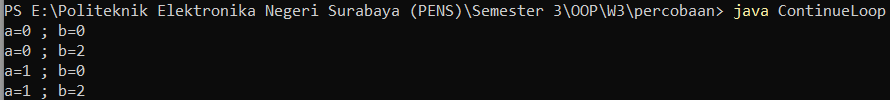 PS E:\Politeknik Elektronika Negeri Surabaya (PENS)\Semester 3\OOP\W3\percobaan> java ContinueLoop
a=0 ; b=0
a=0 ; b=2
a=1 ; b=0
a=1 ; b=2